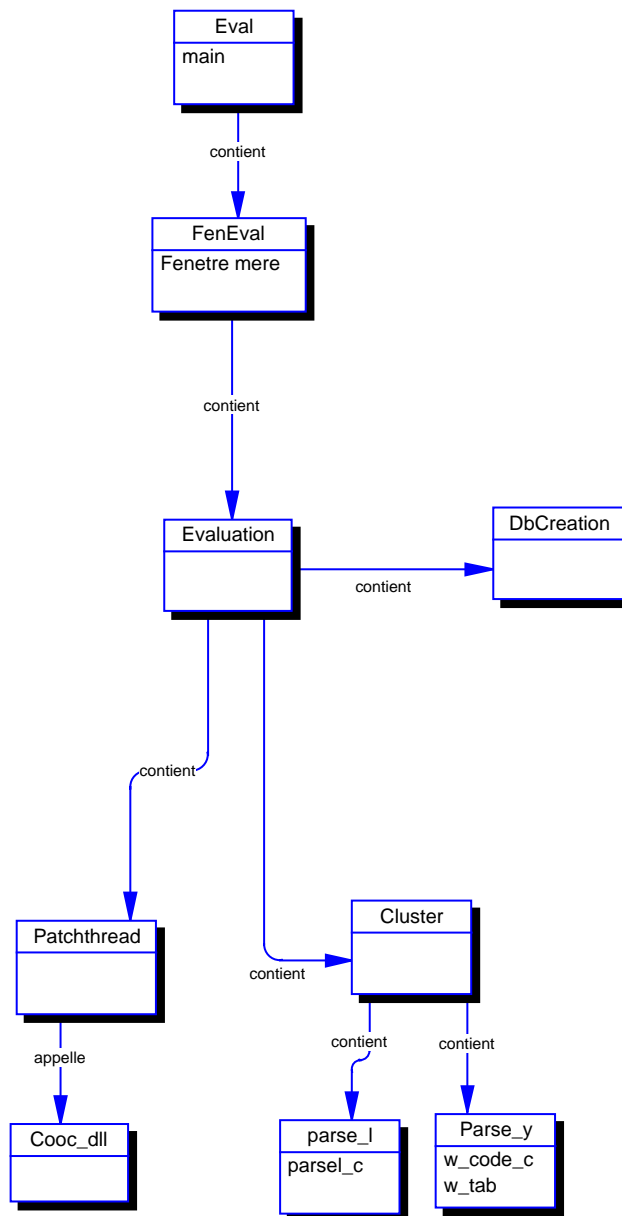 Eval
main
contient
FenEval
Fenetre mere
contient
Evaluation
DbCreation
contient
contient
Patchthread
Cluster
contient
appelle
contient
contient
Cooc_dll
parse_l
parsel_c
Parse_y
w_code_c
w_tab